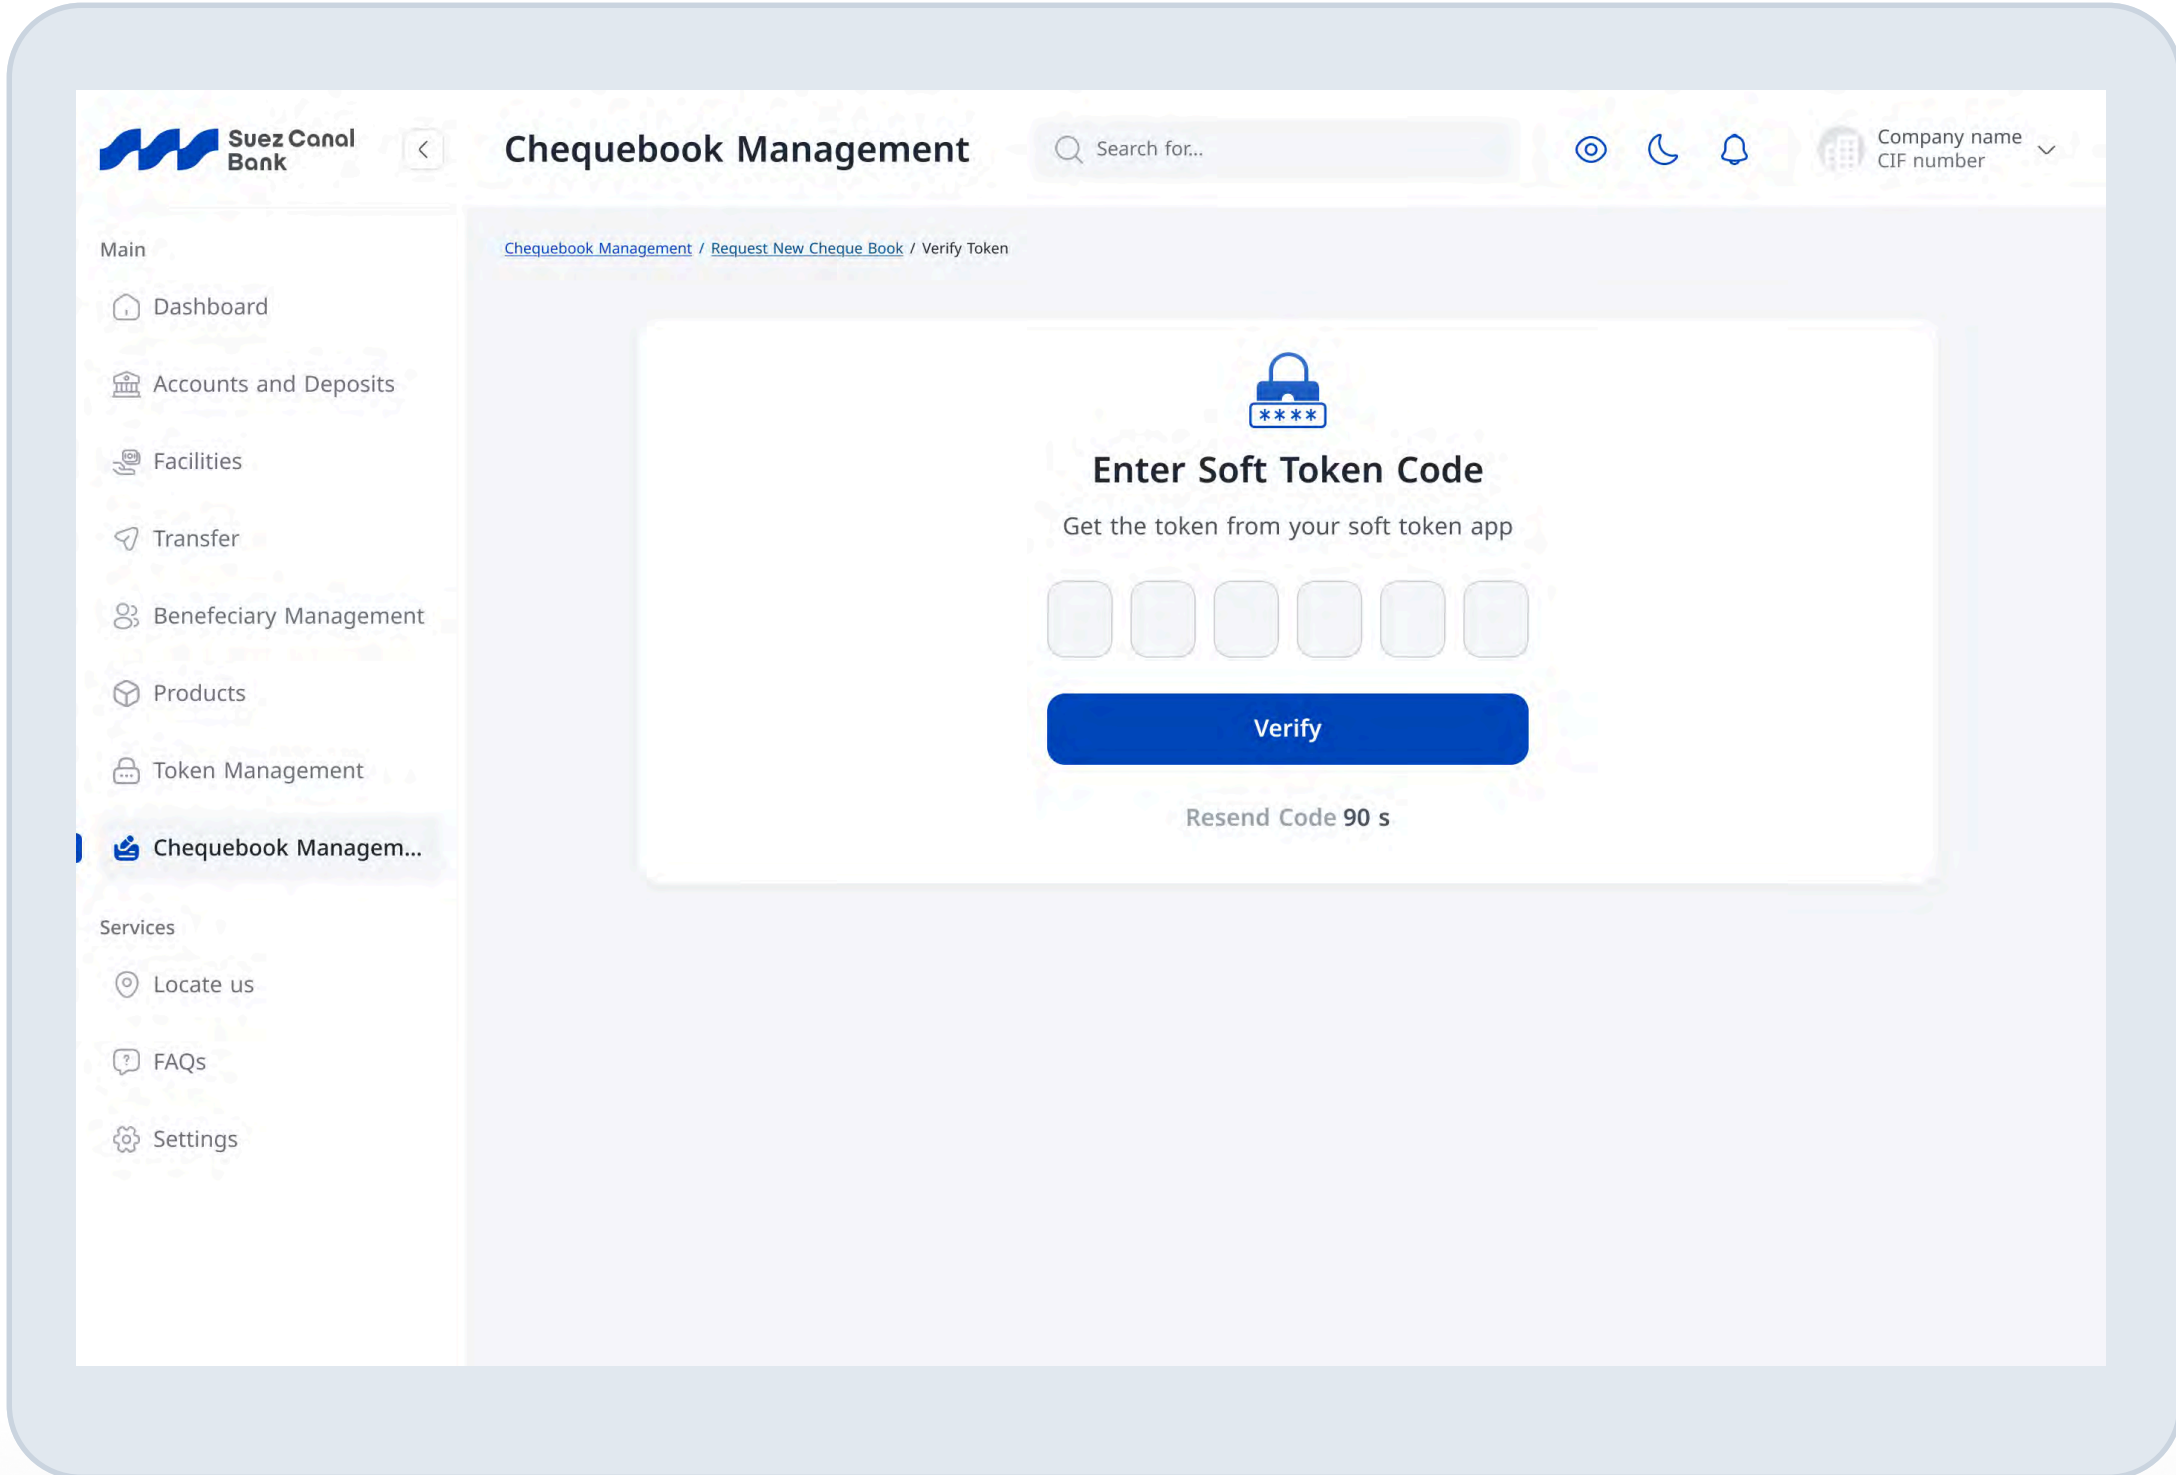 Suez Canal
Bank
Chequebook Management
Search for...
Company name
CIF number
Main
Dashboard
Accounts and Deposits
Facilities
Transfer
Benefeciary Management
Products
Token Management
Chequebook Managem...
Services
Locate us
FAQs
Settings
Chequebook Management / Request New Cheque Book / Verify Token
****
Enter Soft Token Code
Get the token from your soft token app
Verify
Resend Code 90 s